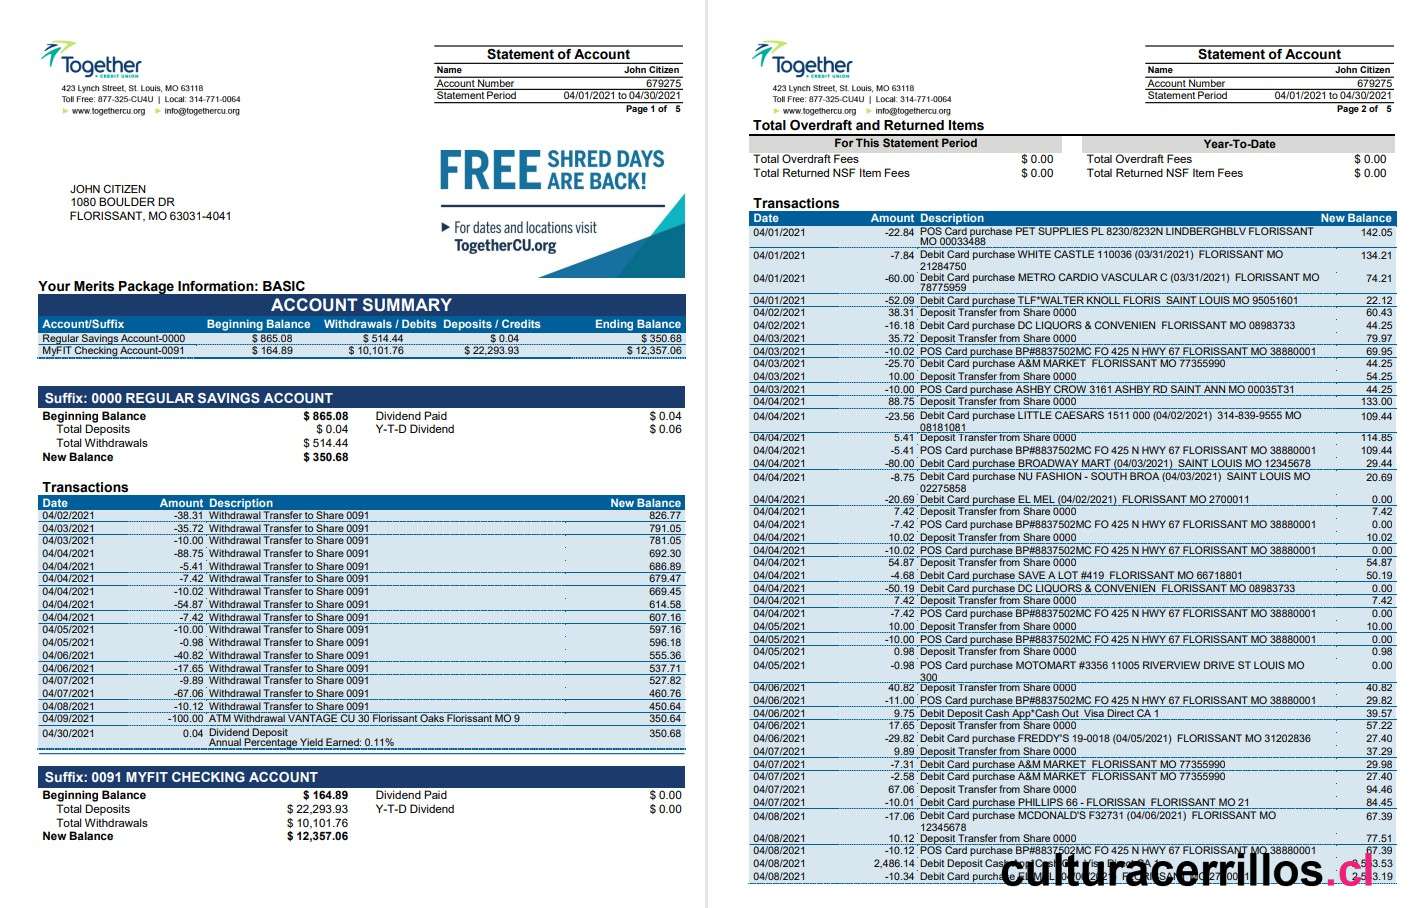 Together
CREDIT UNION
423 Lynch Street, St. Louis, MO 63118
Toll Free: 877-325-CU4U | Local: 314-771-0064
www.togethercu.org info@togethercu.org
Statement of Account
Name John Citizen
Account Number 679275
Statement Period 04/01/2021 to 04/30/2021
Page 1 of 5
FREE SHRED DAYS
ARE BACK!
For dates and locations visit
TogetherCU.org
JOHN CITIZEN
1080 BOULDER DR
FLORISSANT, MO 63031-4041
Your Merits Package Information: BASIC
ACCOUNT SUMMARY
Account/Suffix Beginning Balance Withdrawals / Debits Deposits / Credits Ending Balance
Regular Savings Account-0000 $ 865.08 $ 514.44 $ 0.04 $ 350.68
MyFIT Checking Account-0091 $ 164.89 $ 10,101.76 $ 22,293.93 $ 12,357.06
Suffix: 0000 REGULAR SAVINGS ACCOUNT
Beginning Balance $ 865.08 Dividend Paid $ 0.04
Total Deposits $ 0.04 Y-T-D Dividend $ 0.06
Total Withdrawals $ 514.44
New Balance $ 350.68
Transactions
Date Amount Description New Balance
04/02/2021 -38.31 Withdrawal Transfer to Share 0091 826.77
04/03/2021 -35.72 Withdrawal Transfer to Share 0091 791.05
04/03/2021 -10.00 Withdrawal Transfer to Share 0091 781.05
04/04/2021 -88.75 Withdrawal Transfer to Share 0091 692.30
04/04/2021 -5.41 Withdrawal Transfer to Share 0091 686.89
04/04/2021 -7.42 Withdrawal Transfer to Share 0091 679.47
04/04/2021 -10.02 Withdrawal Transfer to Share 0091 669.45
04/04/2021 -54.87 Withdrawal Transfer to Share 0091 614.58
04/04/2021 -7.42 Withdrawal Transfer to Share 0091 607.16
04/05/2021 -10.00 Withdrawal Transfer to Share 0091 597.16
04/05/2021 -0.98 Withdrawal Transfer to Share 0091 596.18
04/06/2021 -40.82 Withdrawal Transfer to Share 0091 555.36
04/06/2021 -17.65 Withdrawal Transfer to Share 0091 537.71
04/07/2021 -9.89 Withdrawal Transfer to Share 0091 527.82
04/07/2021 -67.06 Withdrawal Transfer to Share 0091 460.76
04/08/2021 -10.12 Withdrawal Transfer to Share 0091 450.64
04/09/2021 -100.00 ATM Withdrawal VANTAGE CU 30 Florissant Oaks Florissant MO 9 350.64
04/30/2021 0.04 Dividend Deposit 350.68
Annual Percentage Yield Earned: 0.11%
Suffix: 0091 MYFIT CHECKING ACCOUNT
Beginning Balance $ 164.89 Dividend Paid $ 0.00
Total Deposits $ 22,293.93 Y-T-D Dividend $ 0.00
Total Withdrawals $ 10,101.76
New Balance $ 12,357.06
Together
CREDIT UNION
423 Lynch Street, St. Louis, MO 63118
Toll Free: 877-325-CU4U | Local: 314-771-0064
www.togethercu.org info@togethercu.org
Statement of Account
Name John Citizen
Account Number 679275
Statement Period 04/01/2021 to 04/30/2021
Page 2 of 5
Total Overdraft and Returned Items
For This Statement Period Year-To-Date
Total Overdraft Fees $ 0.00 Total Overdraft Fees $ 0.00
Total Returned NSF Item Fees $ 0.00 Total Returned NSF Item Fees $ 0.00
Transactions
Date Amount Description New Balance
04/01/2021 -22.84 POS Card purchase PET SUPPLIES PL 8230/8232N LINDBERGHBLV FLORISSANT 142.05
MO 00033488
04/01/2021 -7.84 Debit Card purchase WHITE CASTLE 110036 (03/31/2021) FLORISSANT MO 134.21
21284750
04/01/2021 -60.00 Debit Card purchase METRO CARDIO VASCULAR C (03/31/2021) FLORISSANT MO 74.21
78775959
04/01/2021 -52.09 Debit Card purchase TLF*WALTER KNOLL FLORIS SAINT LOUIS MO 95051601 22.12
04/02/2021 38.31 Deposit Transfer from Share 0000 60.43
04/02/2021 -16.18 Debit Card purchase DC LIQUORS & CONVENIEN FLORISSANT MO 08983733 44.25
04/03/2021 35.72 Deposit Transfer from Share 0000 79.97
04/03/2021 -10.02 POS Card purchase BP#8837502MC FO 425 N HWY 67 FLORISSANT MO 38880001 69.95
04/03/2021 -25.70 Debit Card purchase A&M MARKET FLORISSANT MO 77355990 44.25
04/03/2021 10.00 Deposit Transfer from Share 0000 54.25
04/03/2021 -10.00 POS Card purchase ASHBY CROW 3161 ASHBY RD SAINT ANN MO 00035T31 44.25
04/04/2021 88.75 Deposit Transfer from Share 0000 133.00
04/04/2021 -23.56 Debit Card purchase LITTLE CAESARS 1511 000 (04/02/2021) 314-839-9555 MO 109.44
08181081
04/04/2021 5.41 Deposit Transfer from Share 0000 114.85
04/04/2021 -5.41 POS Card purchase BP#8837502MC FO 425 N HWY 67 FLORISSANT MO 38880001 109.44
04/04/2021 -80.00 Debit Card purchase BROADWAY MART (04/03/2021) SAINT LOUIS MO 12345678 29.44
04/04/2021 -8.75 Debit Card purchase NU FASHION - SOUTH BROA (04/03/2021) SAINT LOUIS MO 20.69
02275858
04/04/2021 -20.69 Debit Card purchase EL MEL (04/02/2021) FLORISSANT MO 2700011 0.00
04/04/2021 7.42 Deposit Transfer from Share 0000 7.42
04/04/2021 -7.42 POS Card purchase BP#8837502MC FO 425 N HWY 67 FLORISSANT MO 38880001 0.00
04/04/2021 10.02 Deposit Transfer from Share 0000 10.02
04/04/2021 -10.02 POS Card purchase BP#8837502MC FO 425 N HWY 67 FLORISSANT MO 38880001 0.00
04/04/2021 54.87 Deposit Transfer from Share 0000 54.87
04/04/2021 -4.68 Debit Card purchase SAVE A LOT #419 FLORISSANT MO 66718801 50.19
04/04/2021 -50.19 Debit Card purchase DC LIQUORS & CONVENIEN FLORISSANT MO 08983733 0.00
04/04/2021 7.42 Deposit Transfer from Share 0000 7.42
04/04/2021 -7.42 POS Card purchase BP#8837502MC FO 425 N HWY 67 FLORISSANT MO 38880001 0.00
04/05/2021 10.00 Deposit Transfer from Share 0000 10.00
04/05/2021 -10.00 POS Card purchase BP#8837502MC FO 425 N HWY 67 FLORISSANT MO 38880001 0.00
04/05/2021 0.98 Deposit Transfer from Share 0000 0.98
04/05/2021 -0.98 POS Card purchase MOTOMART #3356 11005 RIVERVIEW DRIVE ST LOUIS MO 0.00
300
04/06/2021 40.82 Deposit Transfer from Share 0000 40.82
04/06/2021 -11.00 POS Card purchase BP#8837502MC FO 425 N HWY 67 FLORISSANT MO 38880001 29.82
04/06/2021 9.75 Debit Deposit Cash App*Cash Out Visa Direct CA 1 39.57
04/06/2021 17.65 Deposit Transfer from Share 0000 57.22
04/06/2021 -29.82 Debit Card purchase FREDDY'S 19-0018 (04/05/2021) FLORISSANT MO 31202836 27.40
04/07/2021 9.89 Deposit Transfer from Share 0000 37.29
04/07/2021 -7.31 Debit Card purchase A&M MARKET FLORISSANT MO 77355990 29.98
04/07/2021 -2.58 Debit Card purchase A&M MARKET FLORISSANT MO 77355990 27.40
04/07/2021 67.06 Deposit Transfer from Share 0000 94.46
04/07/2021 -10.01 Debit Card purchase PHILLIPS 66 - FLORISSAN FLORISSANT MO 21 84.45
04/08/2021 -17.06 Debit Card purchase MCDONALD'S F32731 (04/06/2021) FLORISSANT MO 67.39
12345678
04/08/2021 10.12 Deposit Transfer from Share 0000 77.51
04/08/2021 -10.12 POS Card purchase BP#8837502MC FO 425 N HWY 67 FLORISSANT MO 38880001 67.39
04/08/2021 2,486.14 Debit Deposit Cash
04/08/2021 -10.34 Debit Card purchase
culturacerrillos.cl